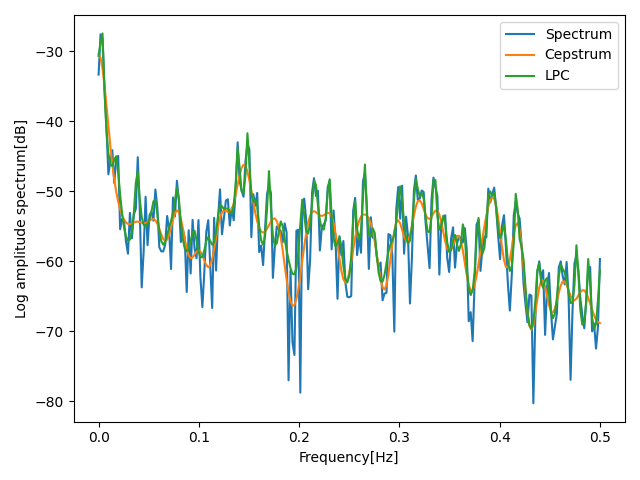 Spectrum
Cepstrum
LPC
Log amplitude spectrum[dB]
−30
−40
−50
−60
−70
−80
0.0 0.1 0.2 0.3 0.4 0.5
Frequency[Hz]